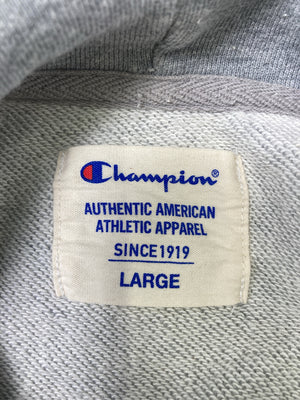 Champion®
AUTHENTIC AMERICAN
ATHLETIC APPAREL
SINCE 1919
LARGE